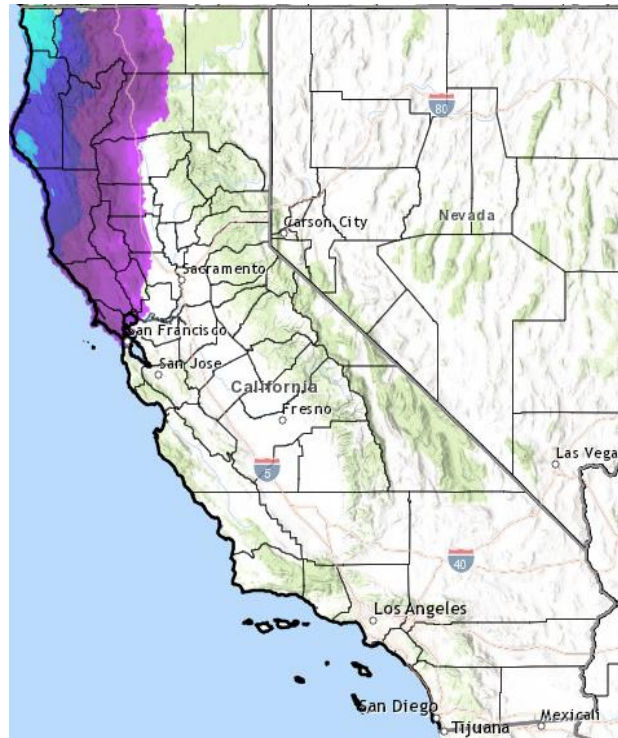 80
Nevada
Carson City
Sacramento
San Francisco
San Jose
California
Fresno
Las Vega
5
40
Los Angeles
San Diego
Tijuana
Mexicali